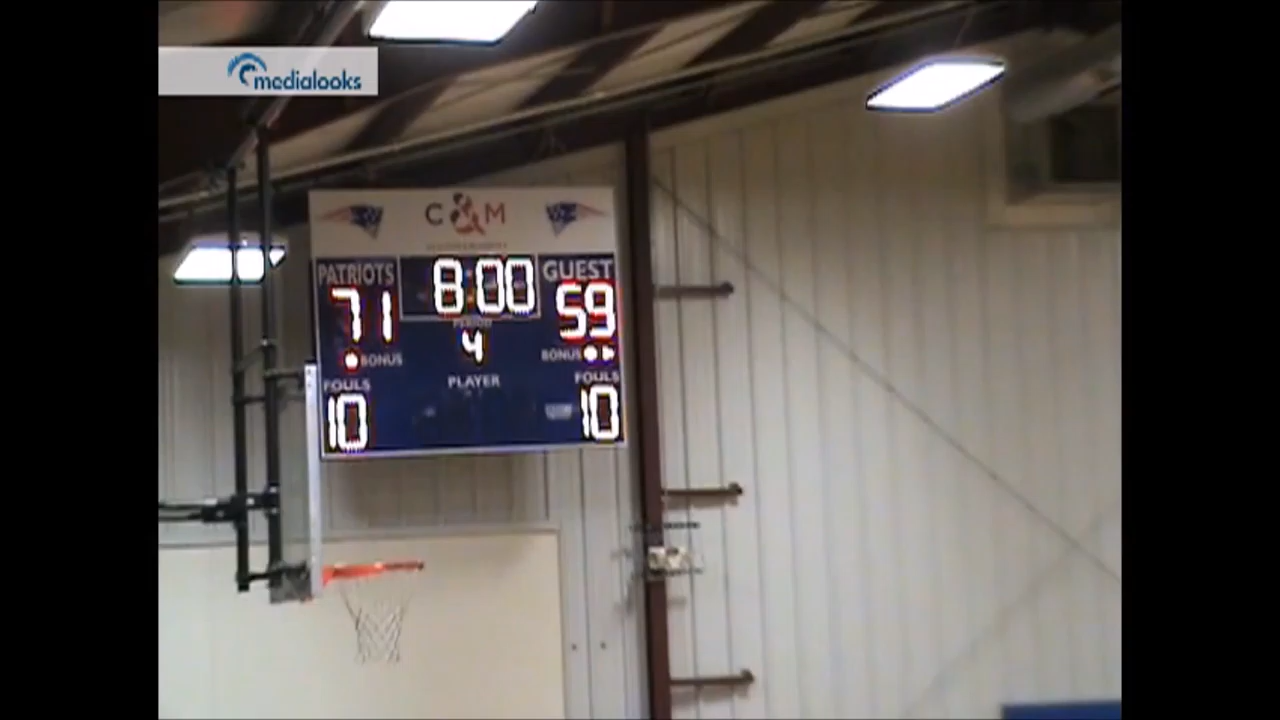 medialooks
C&M
PATRIOTS 8:00 GUEST
71 59
PERIOD
4
BONUS BONUS
FOULS PLAYER FOULS
10 10